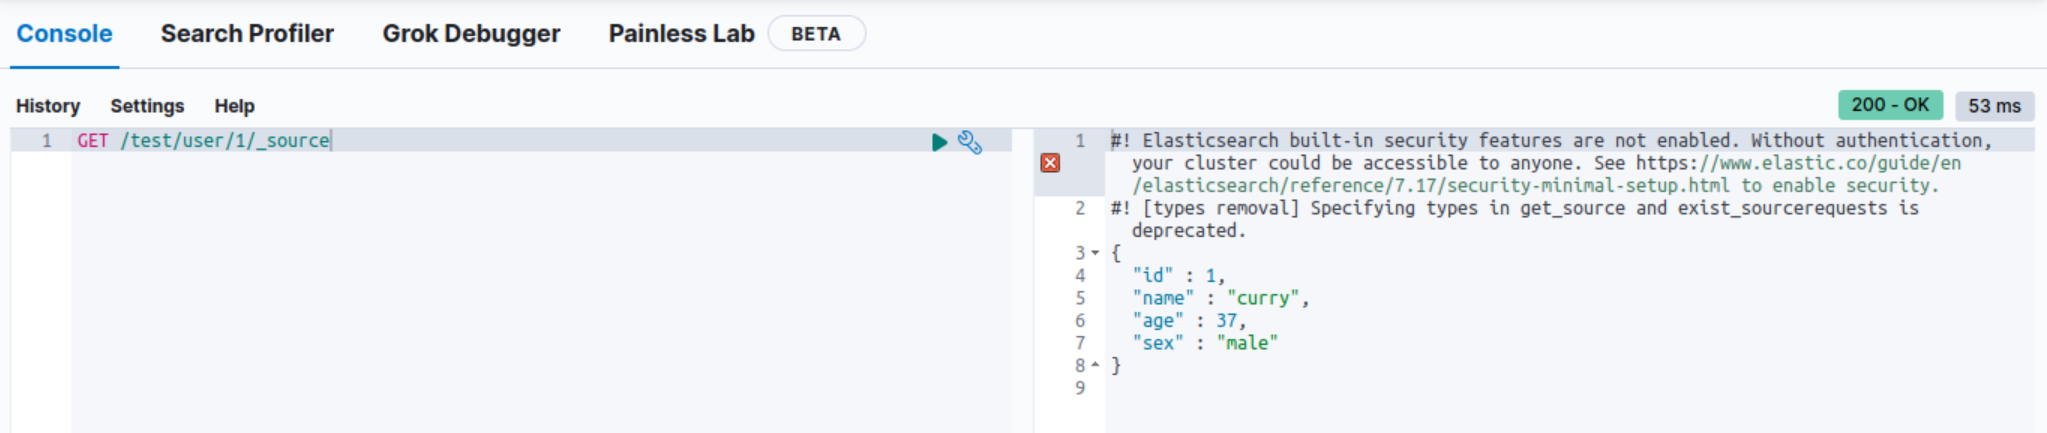 Console Search Profiler Grok Debugger Painless Lab BETA
History Settings Help 200 - OK 53 ms
1 GET /test/user/1/_source
1 #! Elasticsearch built-in security features are not enabled. Without authentication,
your cluster could be accessible to anyone. See https://www.elastic.co/guide/en
/elasticsearch/reference/7.17/security-minimal-setup.html to enable security.
2 #! [types removal] Specifying types in get_source and exist_sourcerequests is
deprecated.
3 {
4 "id" : 1,
5 "name" : "curry",
6 "age" : 37,
7 "sex" : "male"
8 }
9